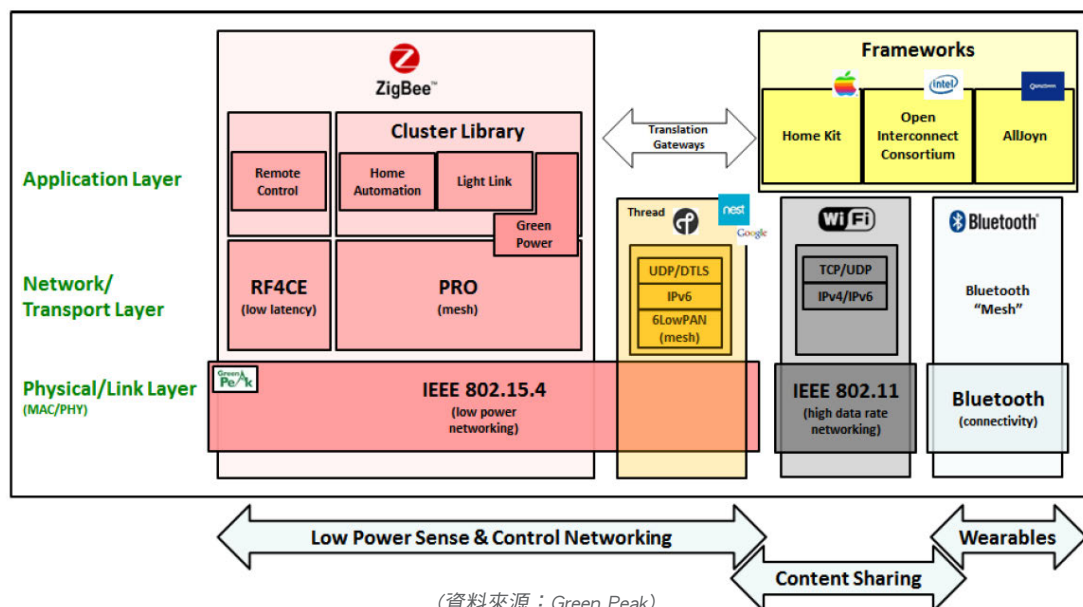 ZigBee™
Cluster Library
Remote
Control
Home
Automation
Light Link
Green
Power
Translation
Gateways
Frameworks
intel
Qualcomm
Home Kit
Open
Interconnect
Consortium
AllJoyn
Application Layer
Thread
nest
Google
WiFi
Bluetooth®
Network/
Transport Layer
RF4CE
(low latency)
PRO
(mesh)
UDP/DTLS
IPv6
6LowPAN
(mesh)
TCP/UDP
IPv4/IPv6
Bluetooth
“Mesh”
Physical/Link Layer
(MAC/PHY)
Green
Peak
IEEE 802.15.4
(low power
networking)
IEEE 802.11
(high data rate
networking)
Bluetooth
(connectivity)
Low Power Sense & Control Networking
Wearables
Content Sharing
(資料來源：Green Peak)